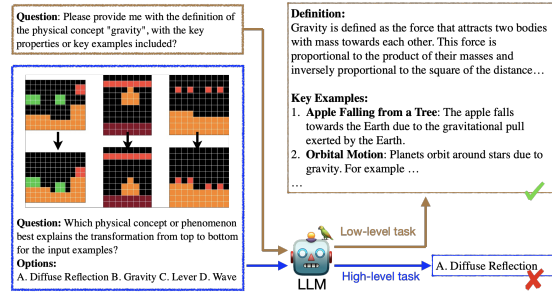 Question: Please provide me with the definition of
the physical concept "gravity", with the key
properties or key examples included?
Question: Which physical concept or phenomenon
best explains the transformation from top to bottom
for the input examples?
Options:
A. Diffuse Reflection B. Gravity C. Lever D. Wave
LLM
Low-level task
High-level task
Definition:
Gravity is defined as the force that attracts two bodies
with mass towards each other. This force is
proportional to the product of their masses and
inversely proportional to the square of the distance…
Key Examples:
1. Apple Falling from a Tree: The apple falls
towards the Earth due to the gravitational pull
exerted by the Earth.
2. Orbital Motion: Planets orbit around stars due to
gravity. For example …
…
A. Diffuse Reflection